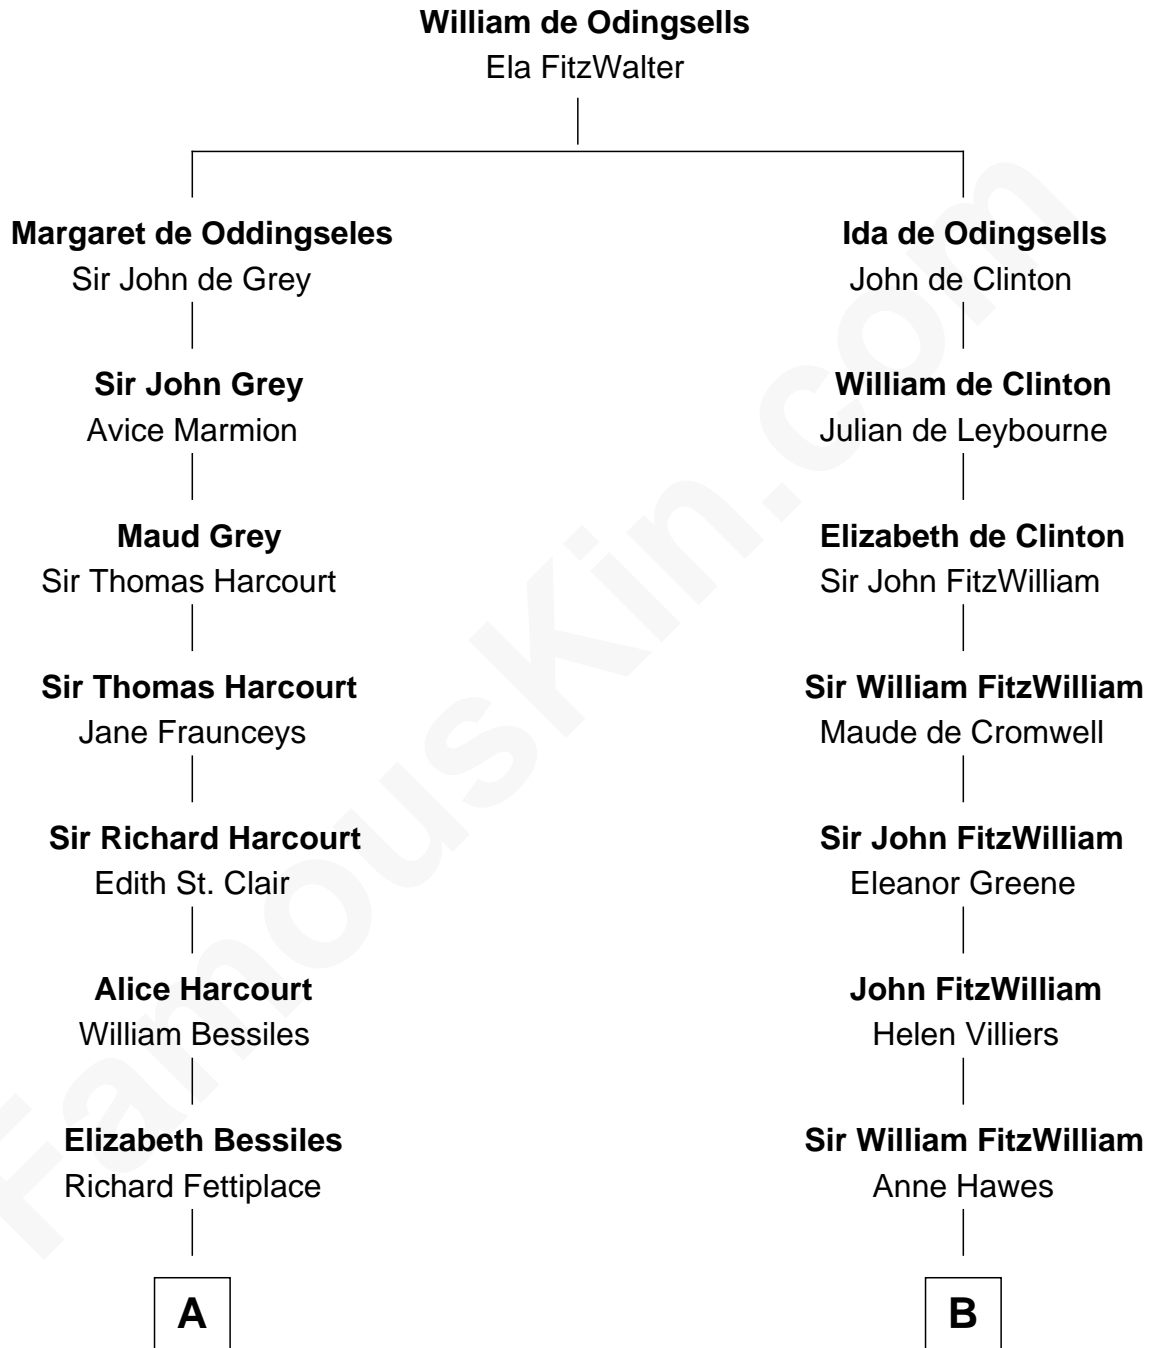 William de Odingsells
Ela FitzWalter
Margaret de Oddingseles
Sir John de Grey
Ida de Odingsells
John de Clinton
Sir John Grey
Avice Marmion
William de Clinton
Julian de Leybourne
Maud Grey
Sir Thomas Harcourt
Elizabeth de Clinton
Sir John FitzWilliam
Sir Thomas Harcourt
Jane Fraunceys
Sir William FitzWilliam
Maude de Cromwell
Sir Richard Harcourt
Edith St. Clair
Sir John FitzWilliam
Eleanor Greene
Alice Harcourt
William Bessiles
John FitzWilliam
Helen Villiers
Elizabeth Bessiles
Richard Fettiplace
Sir William FitzWilliam
Anne Hawes
A
B
FamousKin.com